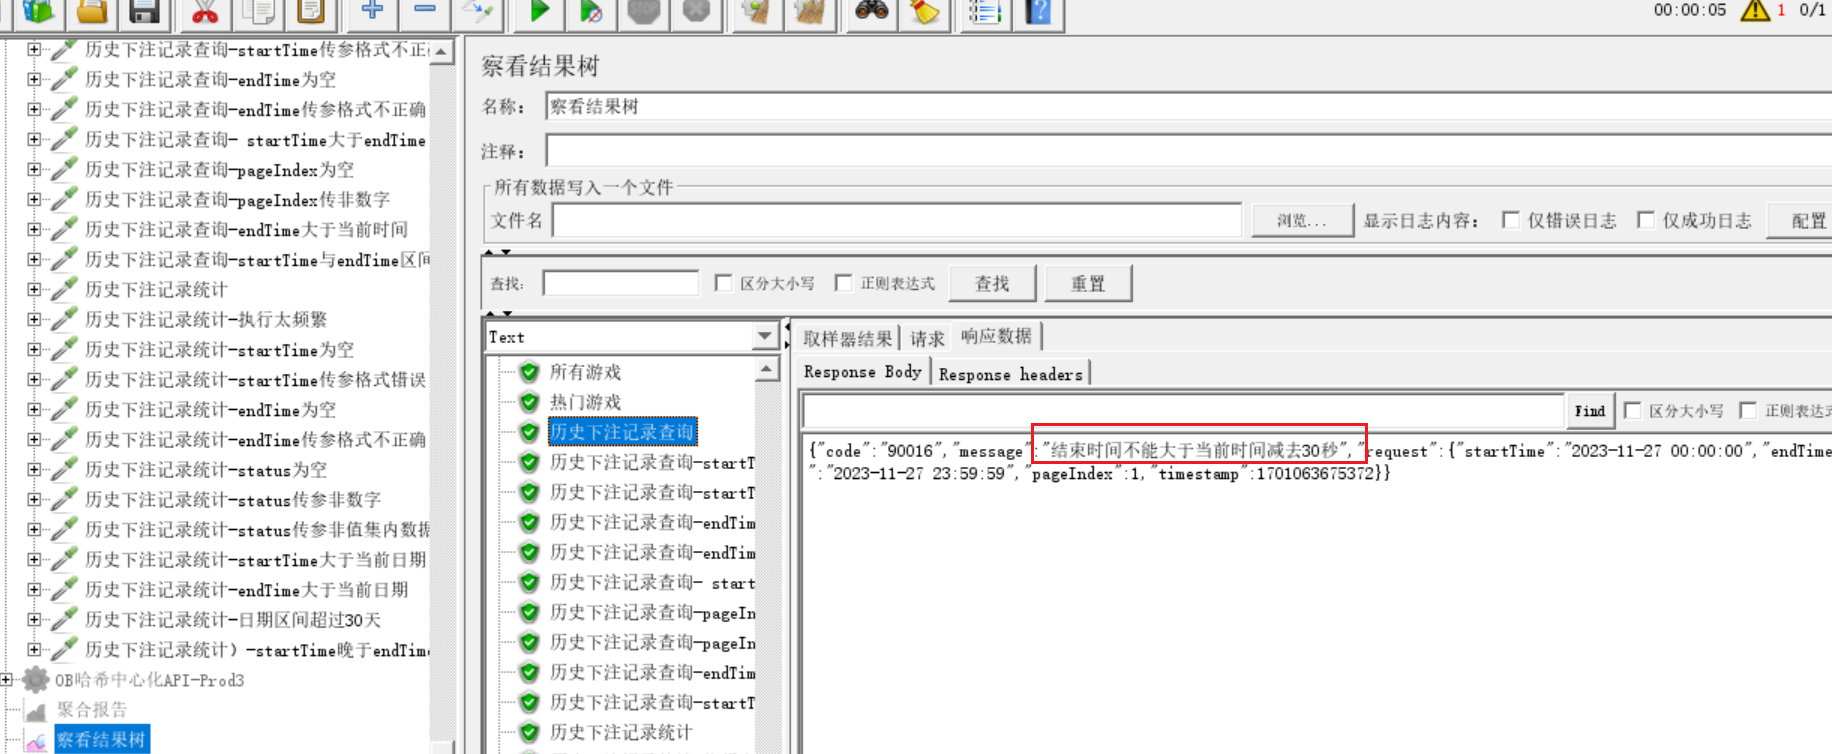 00:00:05 1 0/1
STOP
历史下注记录查询-startTime传参格式不正
历史下注记录查询-endTime为空
历史下注记录查询-endTime传参格式不正确
历史下注记录查询- startTime大于endTime
历史下注记录查询-pageIndex为空
历史下注记录查询-pageIndex传非数字
历史下注记录查询-endTime大于当前时间
历史下注记录查询-startTime与endTime区间
历史下注记录统计
历史下注记录统计-执行太频繁
历史下注记录统计-startTime为空
历史下注记录统计-startTime传参格式错误
历史下注记录统计-endTime为空
历史下注记录统计-endTime传参格式不正确
历史下注记录统计-status为空
历史下注记录统计-status传参非数字
历史下注记录统计-status传参非值集内数据
历史下注记录统计-startTime大于当前日期
历史下注记录统计-endTime大于当前日期
历史下注记录统计-日期区间超过30天
历史下注记录统计）-startTime晚于endTime
OB哈希中心化API-Prod3
聚合报告
察看结果树
察看结果树
名称： 察看结果树
注释：
所有数据写入一个文件
文件名 浏览... 显示日志内容： 仅错误日志 仅成功日志 配置
查找： 区分大小写 正则表达式 查找 重置
Text
所有游戏
热门游戏
历史下注记录查询
历史下注记录查询-startT
历史下注记录查询-startT
历史下注记录查询-endTim
历史下注记录查询-endTim
历史下注记录查询- start
历史下注记录查询-pageIn
历史下注记录查询-pageIn
历史下注记录查询-endTim
历史下注记录查询-startT
历史下注记录统计
取样器结果 请求 响应数据
Response Body Response headers
Find 区分大小写 正则表达式
{"code":"90016","message":"结束时间不能大于当前时间减去30秒","request":{"startTime":"2023-11-27 00:00:00","endTime
":"2023-11-27 23:59:59","pageIndex":1,"timestamp":1701063675372}}